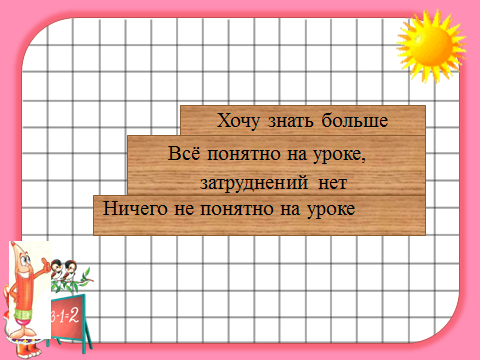 Хочу знать больше
Всё понятно на уроке,
затруднений нет
Ничего не понятно на уроке
3-1=2